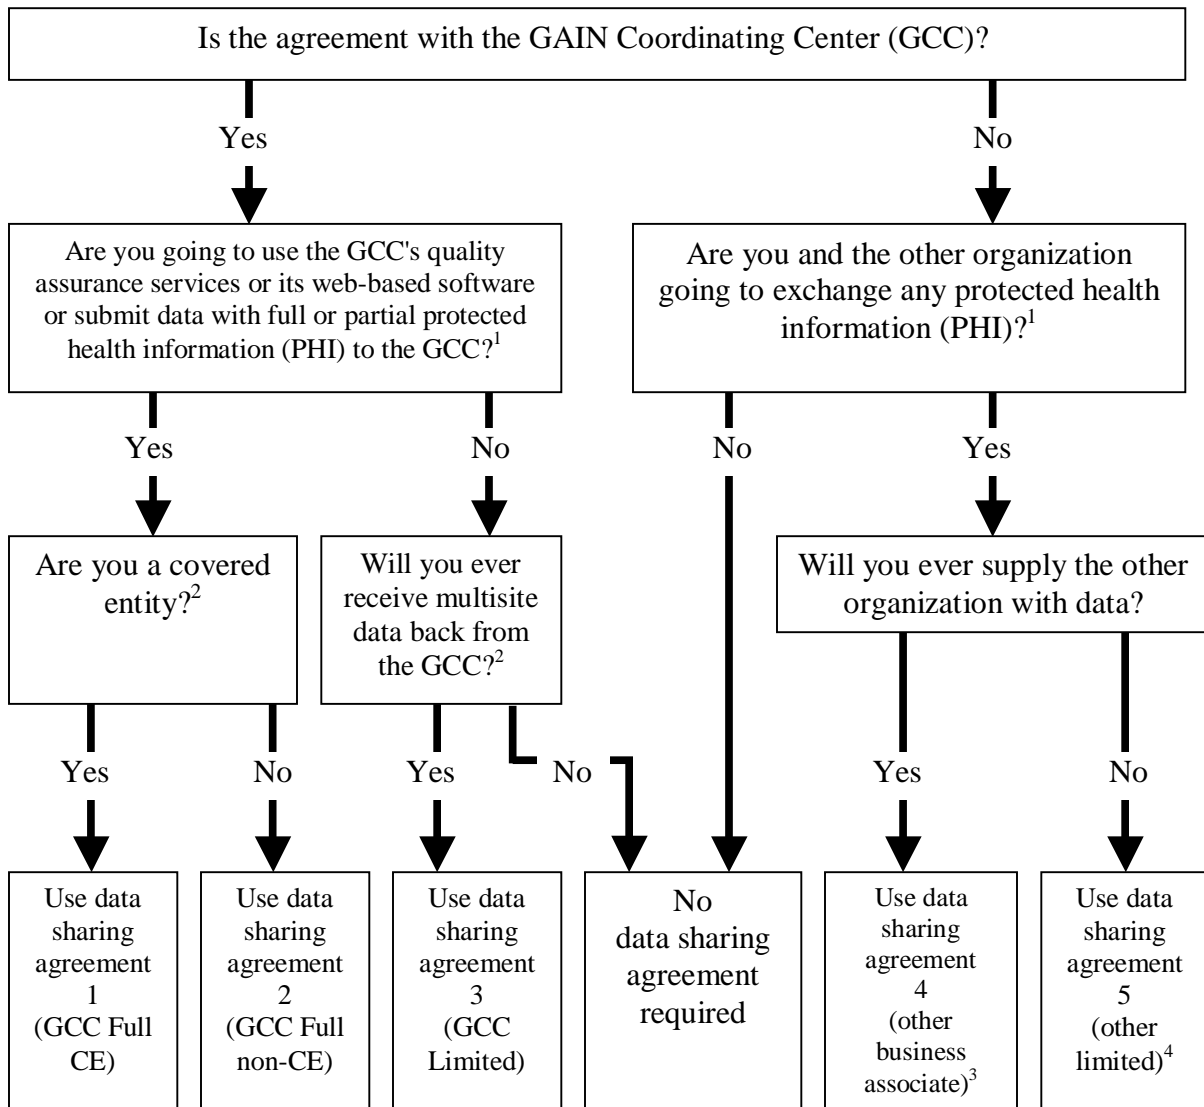 Is the agreement with the GAIN Coordinating Center (GCC)?
Yes
No
Are you going to use the GCC's quality
assurance services or its web-based software
or submit data with full or partial protected
health information (PHI) to the GCC?1
Are you and the other organization
going to exchange any protected health
information (PHI)?1
Yes
No
No
Yes
Are you a covered
entity?2
Will you ever
receive multisite
data back from
the GCC?2
Will you ever supply the other
organization with data?
Yes
No
Yes
No
Yes
No
Use data
sharing
agreement
1
(GCC Full
CE)
Use data
sharing
agreement
2
(GCC Full
non-CE)
Use data
sharing
agreement
3
(GCC
Limited)
No
data sharing
agreement
required
Use data
sharing
agreement
4
(other
business
associate)3
Use data
sharing
agreement
5
(other
limited)4